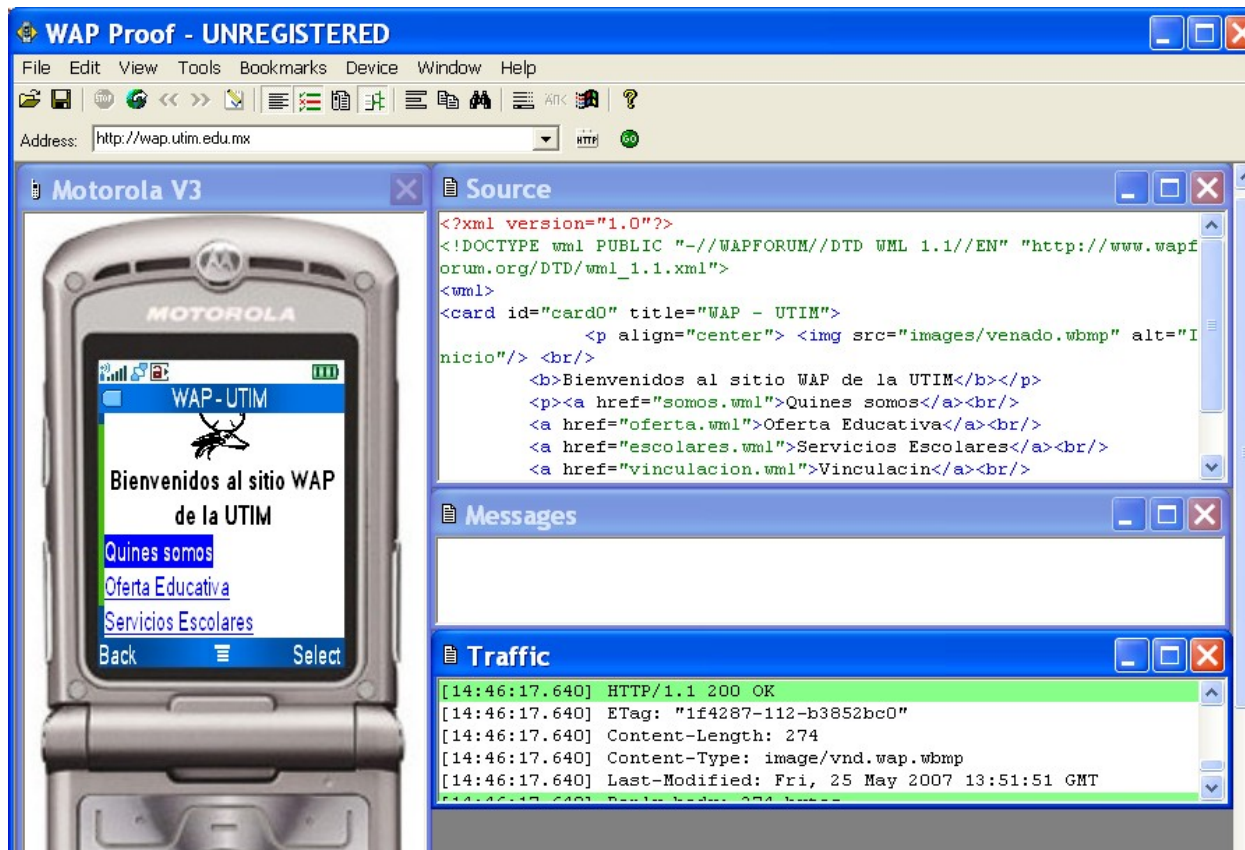 WAP Proof - UNREGISTERED
File Edit View Tools Bookmarks Device Window Help
STOP
Address: http://wap.utim.edu.mx HTTP GO
Motorola V3
MOTOROLA
WAP - UTIM
Bienvenidos al sitio WAP
de la UTIM
Quines somos
Oferta Educativa
Servicios Escolares
Back Select
Source
<?xml version="1.0"?>
<!DOCTYPE wml PUBLIC "-//WAPFORUM//DTD WML 1.1//EN" "http://www.wapf
orum.org/DTD/wml_1.1.xml">
<wml>
<card id="card0" title="WAP - UTIM">
<p align="center"> <img src="images/venado.wbmp" alt="I
nicio"/> <br/>
<b>Bienvenidos al sitio WAP de la UTIM</b></p>
<p><a href="somos.wml">Quines somos</a><br/>
<a href="oferta.wml">Oferta Educativa</a><br/>
<a href="escolares.wml">Servicios Escolares</a><br/>
<a href="vinculacion.wml">Vinculacin</a><br/>
Messages
Traffic
[14:46:17.640] HTTP/1.1 200 OK
[14:46:17.640] ETag: "1f4287-112-b3852bc0"
[14:46:17.640] Content-Length: 274
[14:46:17.640] Content-Type: image/vnd.wap.wbmp
[14:46:17.640] Last-Modified: Fri, 25 May 2007 13:51:51 GMT